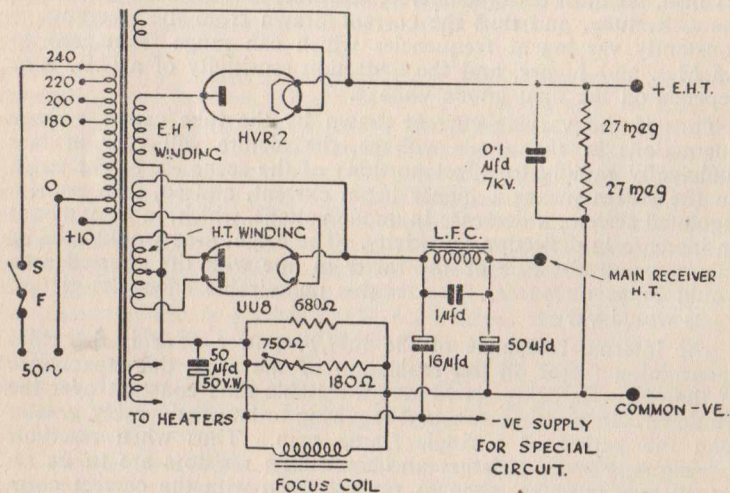 240
220
200
180
0
+10
S
F
50~
E.H.T
WINDING
HVR.2
H.T. WINDING
UU8
680Ω
750Ω
180Ω
50
µfd
50V.W.
TO HEATERS
FOCUS COIL
0·1
µfd
7KV.
27 meg
27 meg
+ E.H.T.
L.F.C.
1µfd
16µfd
50µfd
MAIN RECEIVER
H.T.
-
COMMON -VE.
-VE SUPPLY
FOR SPECIAL
CIRCUIT.